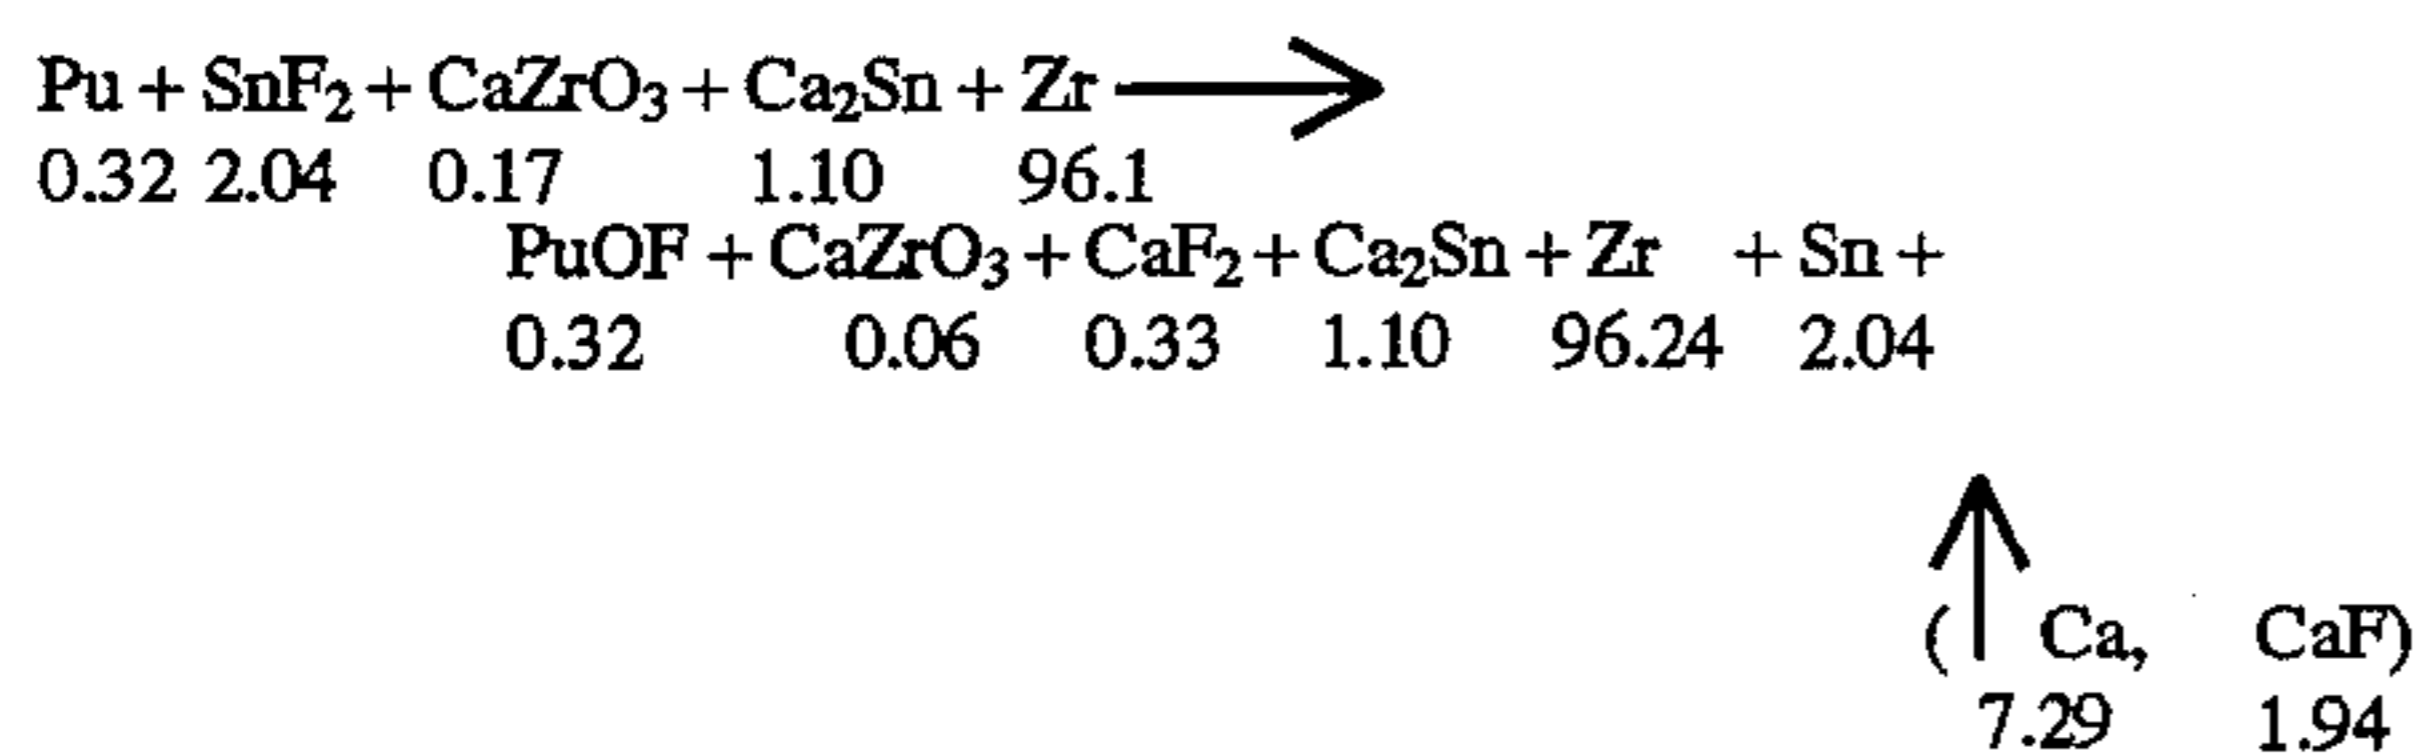 Pu + SnF₂ + CaZrO₃ + Ca₂Sn + Zr ⟶
0.32 2.04 0.17 1.10 96.1
PuOF + CaZrO₃ + CaF₂ + Ca₂Sn + Zr + Sn +
0.32 0.06 0.33 1.10 96.24 2.04
(↑ Ca, CaF)
7.29 1.94